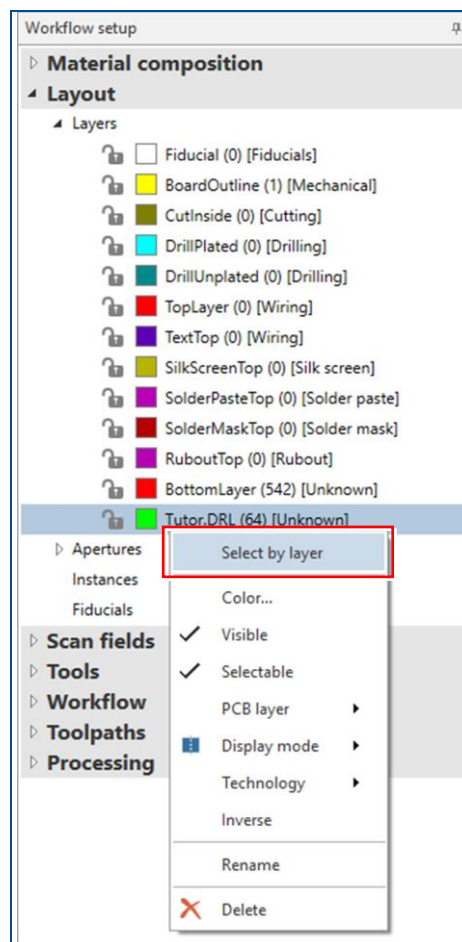 Workflow setup
Material composition
Layout
Layers
Fiducial (0) [Fiducials]
BoardOutline (1) [Mechanical]
CutInside (0) [Cutting]
DrillPlated (0) [Drilling]
DrillUnplated (0) [Drilling]
TopLayer (0) [Wiring]
TextTop (0) [Wiring]
SilkScreenTop (0) [Silk screen]
SolderPasteTop (0) [Solder paste]
SolderMaskTop (0) [Solder mask]
RuboutTop (0) [Rubout]
BottomLayer (542) [Unknown]
Tutor.DRL (64) [Unknown]
Apertures
Instances
Fiducials
Scan fields
Tools
Workflow
Toolpaths
Processing
Select by layer
Color...
Visible
Selectable
PCB layer
Display mode
Technology
Inverse
Rename
Delete